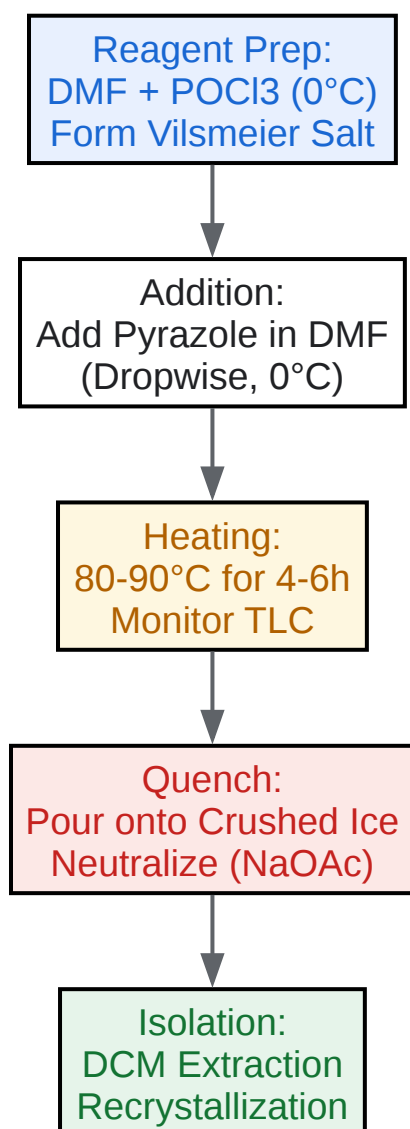 Reagent Prep:
DMF + POCl3 (0°C)
Form Vilsmeier Salt
Addition:
Add Pyrazole in DMF
(Dropwise, 0°C)
Heating:
80-90°C for 4-6h
Monitor TLC
Quench:
Pour onto Crushed Ice
Neutralize (NaOAc)
Isolation:
DCM Extraction
Recrystallization